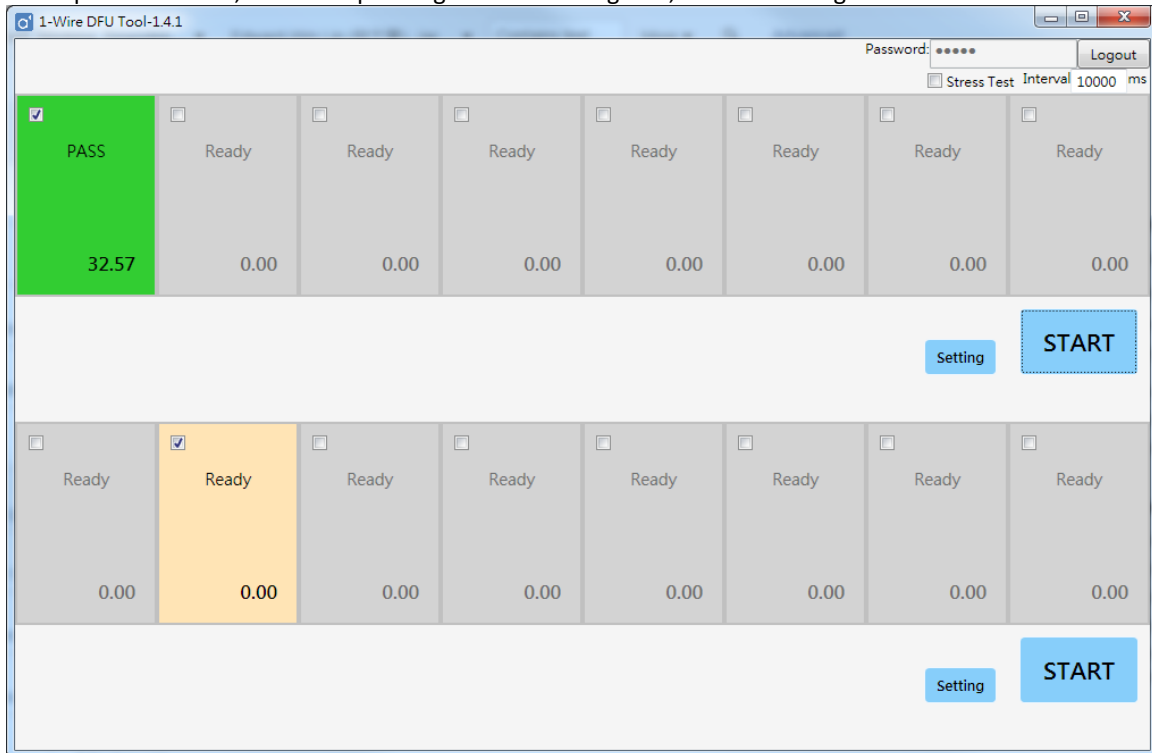 1-Wire DFU Tool-1.4.1
Password: ●●●●● Logout
Stress Test Interval 10000 ms
PASS Ready Ready Ready Ready Ready Ready Ready
32.57 0.00 0.00 0.00 0.00 0.00 0.00 0.00
Setting START
Ready Ready Ready Ready Ready Ready Ready Ready
0.00 0.00 0.00 0.00 0.00 0.00 0.00 0.00
Setting START